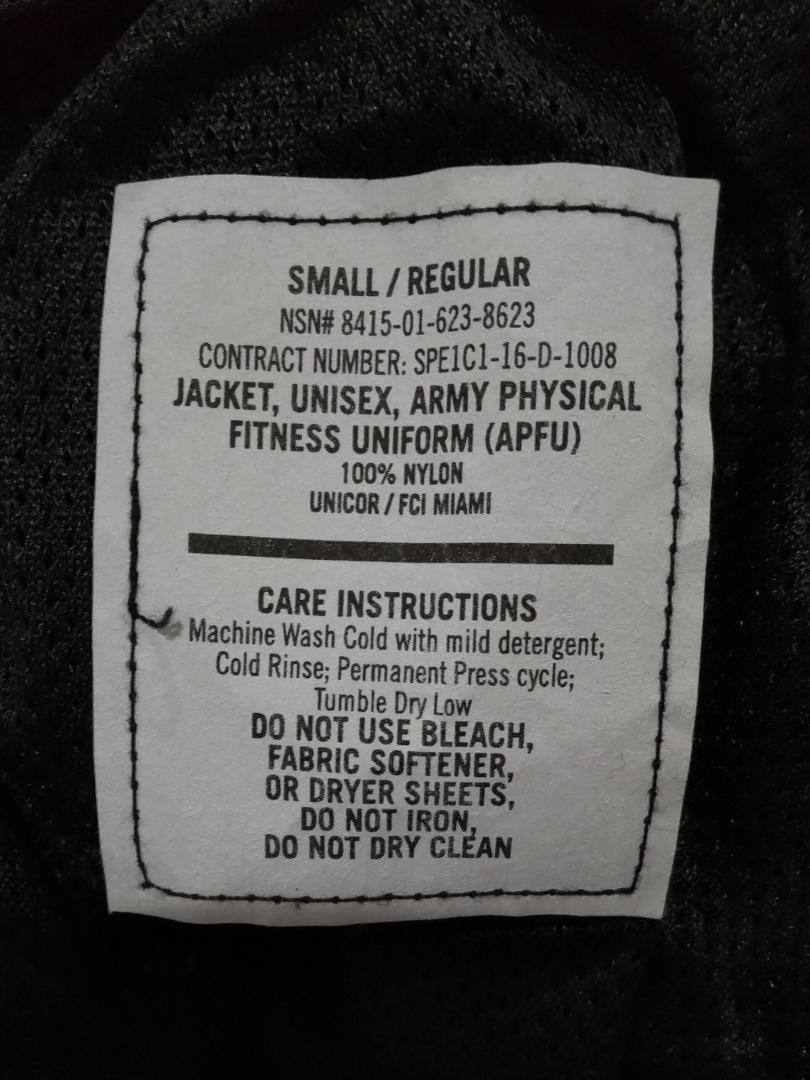 SMALL / REGULAR
NSN# 8415-01-623-8623
CONTRACT NUMBER: SPE1C1-16-D-1008
JACKET, UNISEX, ARMY PHYSICAL
FITNESS UNIFORM (APFU)
100% NYLON
UNICOR / FCI MIAMI
CARE INSTRUCTIONS
Machine Wash Cold with mild detergent;
Cold Rinse; Permanent Press cycle;
Tumble Dry Low
DO NOT USE BLEACH,
FABRIC SOFTENER,
OR DRYER SHEETS,
DO NOT IRON,
DO NOT DRY CLEAN